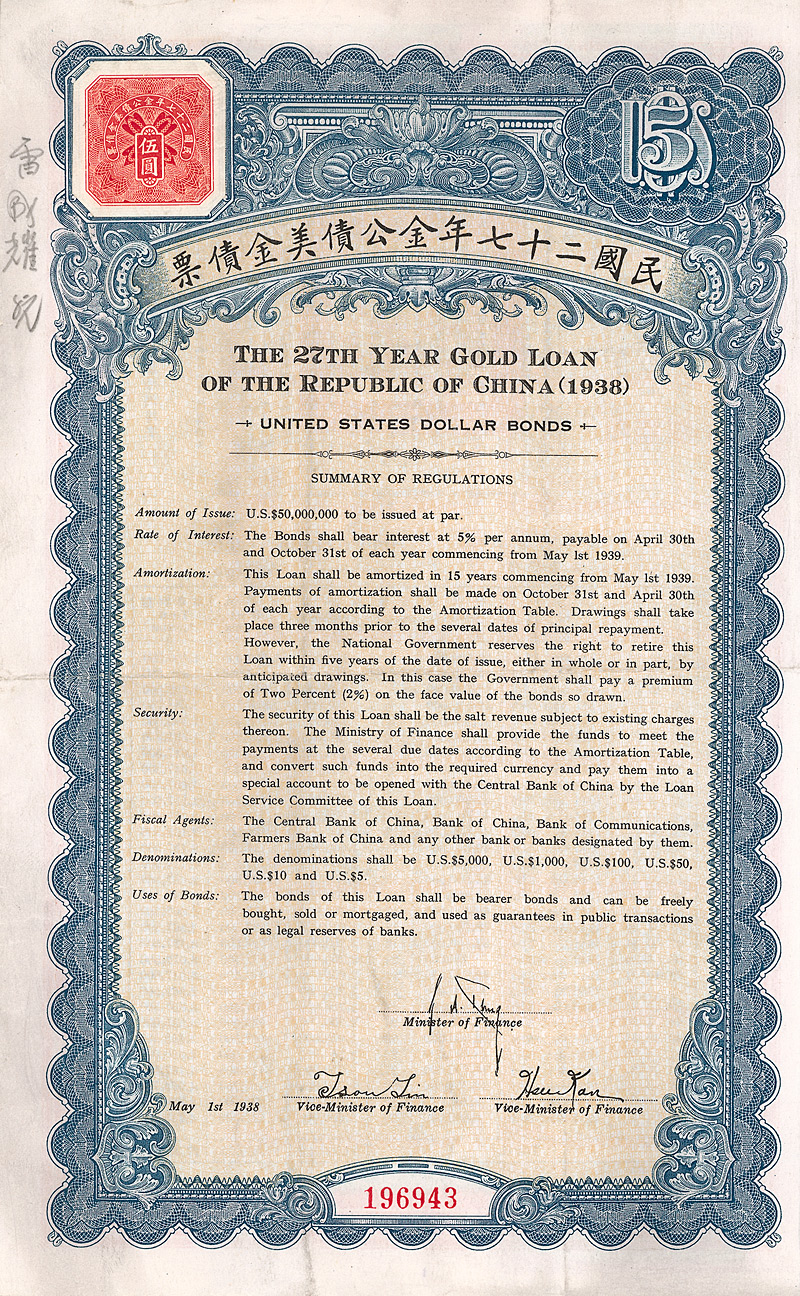 民國二十七年金公債美金債票
伍圓
$5
THE 27TH YEAR GOLD LOAN
OF THE REPUBLIC OF CHINA (1938)
UNITED STATES DOLLAR BONDS
SUMMARY OF REGULATIONS
Amount of Issue: U.S.$50,000,000 to be issued at par.
Rate of Interest: The Bonds shall bear interest at 5% per annum, payable on April 30th
and October 31st of each year commencing from May 1st 1939.
Amortization: This Loan shall be amortized in 15 years commencing from May 1st 1939.
Payments of amortization shall be made on October 31st and April 30th
of each year according to the Amortization Table. Drawings shall take
place three months prior to the several dates of principal repayment.
However, the National Government reserves the right to retire this
Loan within five years of the date of issue, either in whole or in part, by
anticipated drawings. In this case the Government shall pay a premium
of Two Percent (2%) on the face value of the bonds so drawn.
Security: The security of this Loan shall be the salt revenue subject to existing charges
thereon. The Ministry of Finance shall provide the funds to meet the
payments at the several due dates according to the Amortization Table,
and convert such funds into the required currency and pay them into a
special account to be opened with the Central Bank of China by the Loan
Service Committee of this Loan.
Fiscal Agents: The Central Bank of China, Bank of China, Bank of Communications,
Farmers Bank of China and any other bank or banks designated by them.
Denominations: The denominations shall be U.S.$5,000, U.S.$1,000, U.S.$100, U.S.$50,
U.S.$10 and U.S.$5.
Uses of Bonds: The bonds of this Loan shall be bearer bonds and can be freely
bought, sold or mortgaged, and used as guarantees in public transactions
or as legal reserves of banks.
Minister of Finance
Tsou Lin
Hsu Kan
May 1st 1938
Vice-Minister of Finance
Vice-Minister of Finance
196943